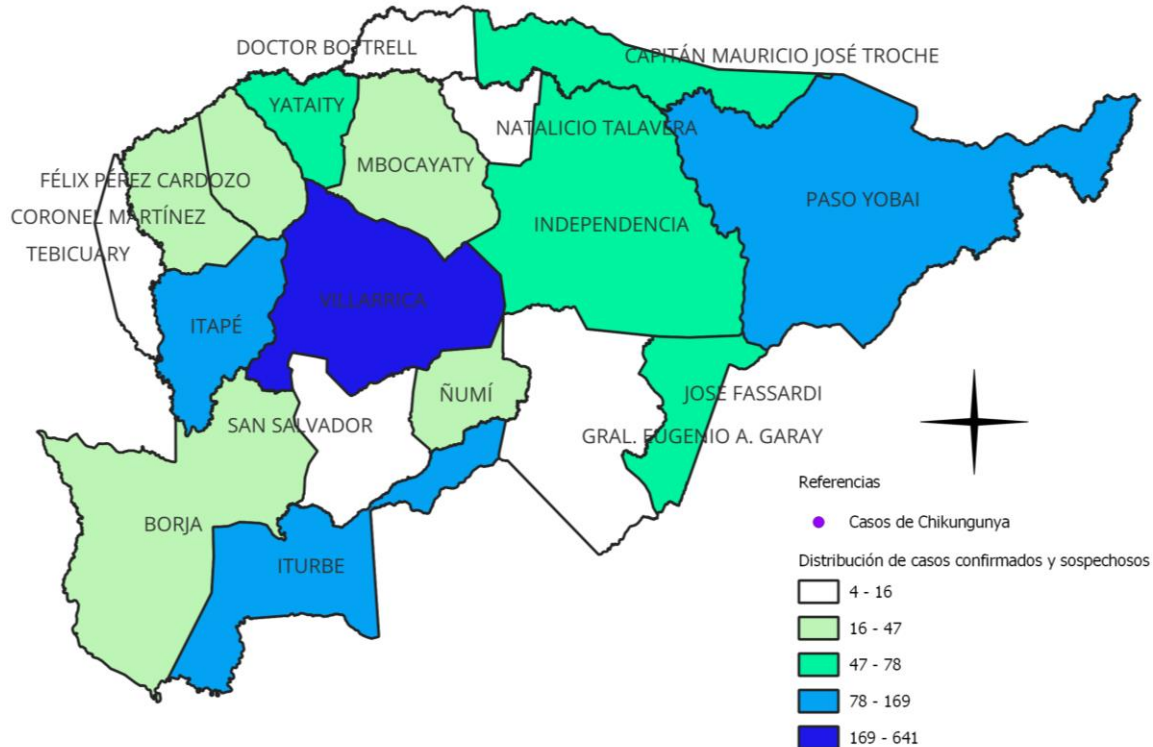 DOCTOR BOTTRELL
CAPITÁN MAURICIO JOSÉ TROCHE
YATAITY
NATALICIO TALAVERA
MBOCAYATY
FÉLIX PÉREZ CARDOZO
PASO YOBAI
CORONEL MARTÍNEZ
INDEPENDENCIA
TEBICUARY
VILLARRICA
ITAPÉ
JOSE FASSARDI
ÑUMÍ
SAN SALVADOR
GRAL. EUGENIO A. GARAY
BORJA
ITURBE
Referencias
Casos de Chikungunya
Distribución de casos confirmados y sospechosos
4 - 16
16 - 47
47 - 78
78 - 169
169 - 641